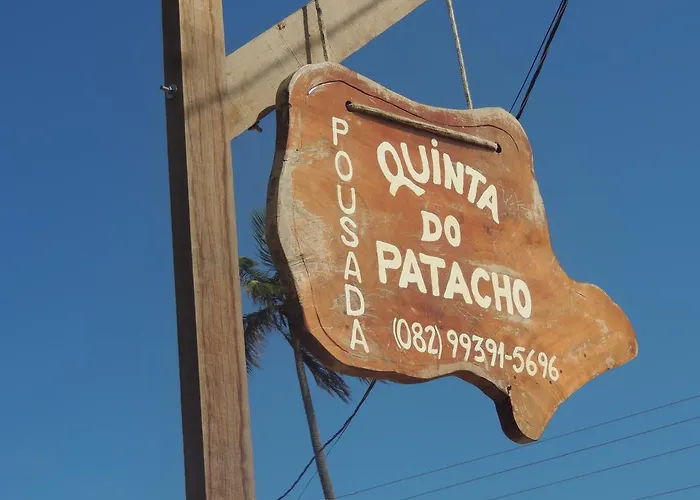 POUSADA
QUINTA
DO
PATACHO
(082) 99391-5696